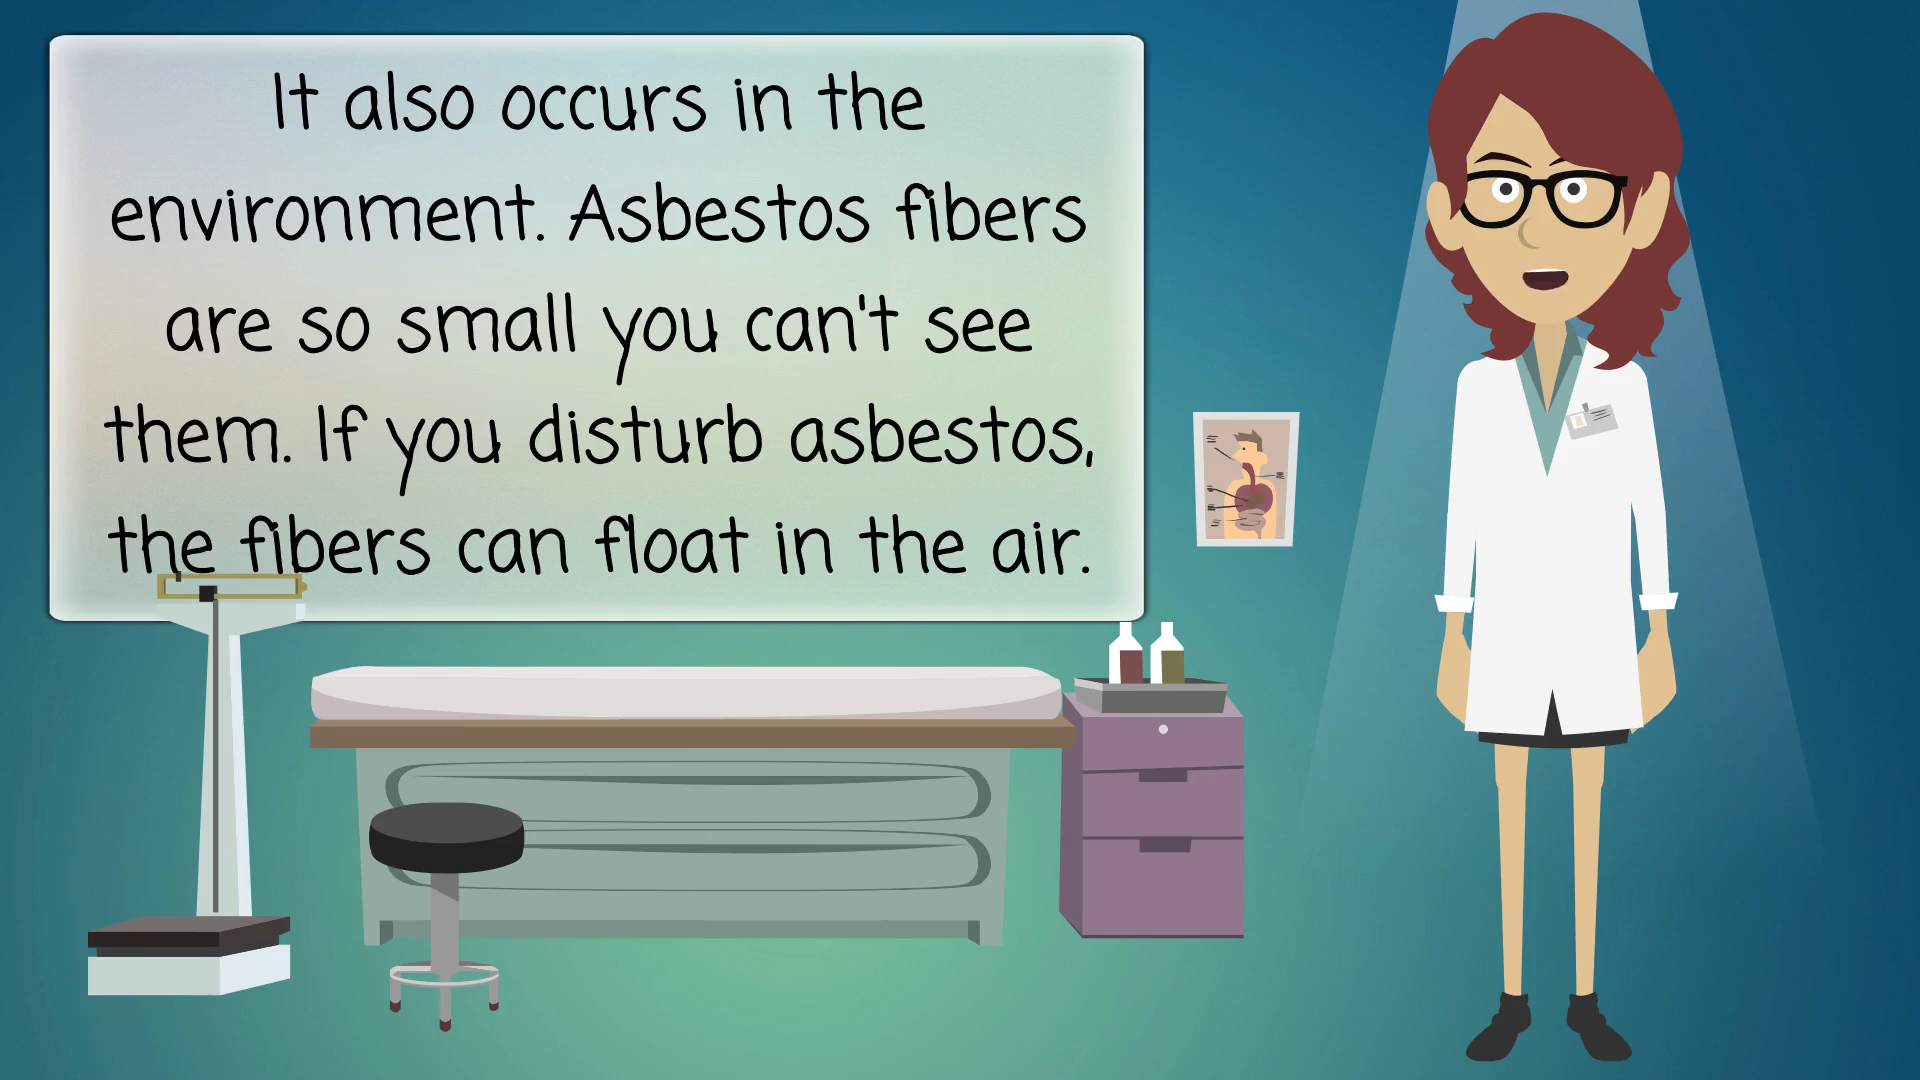 It also occurs in the
environment. Asbestos fibers
are so small you can't see
them. If you disturb asbestos,
the fibers can float in the air.